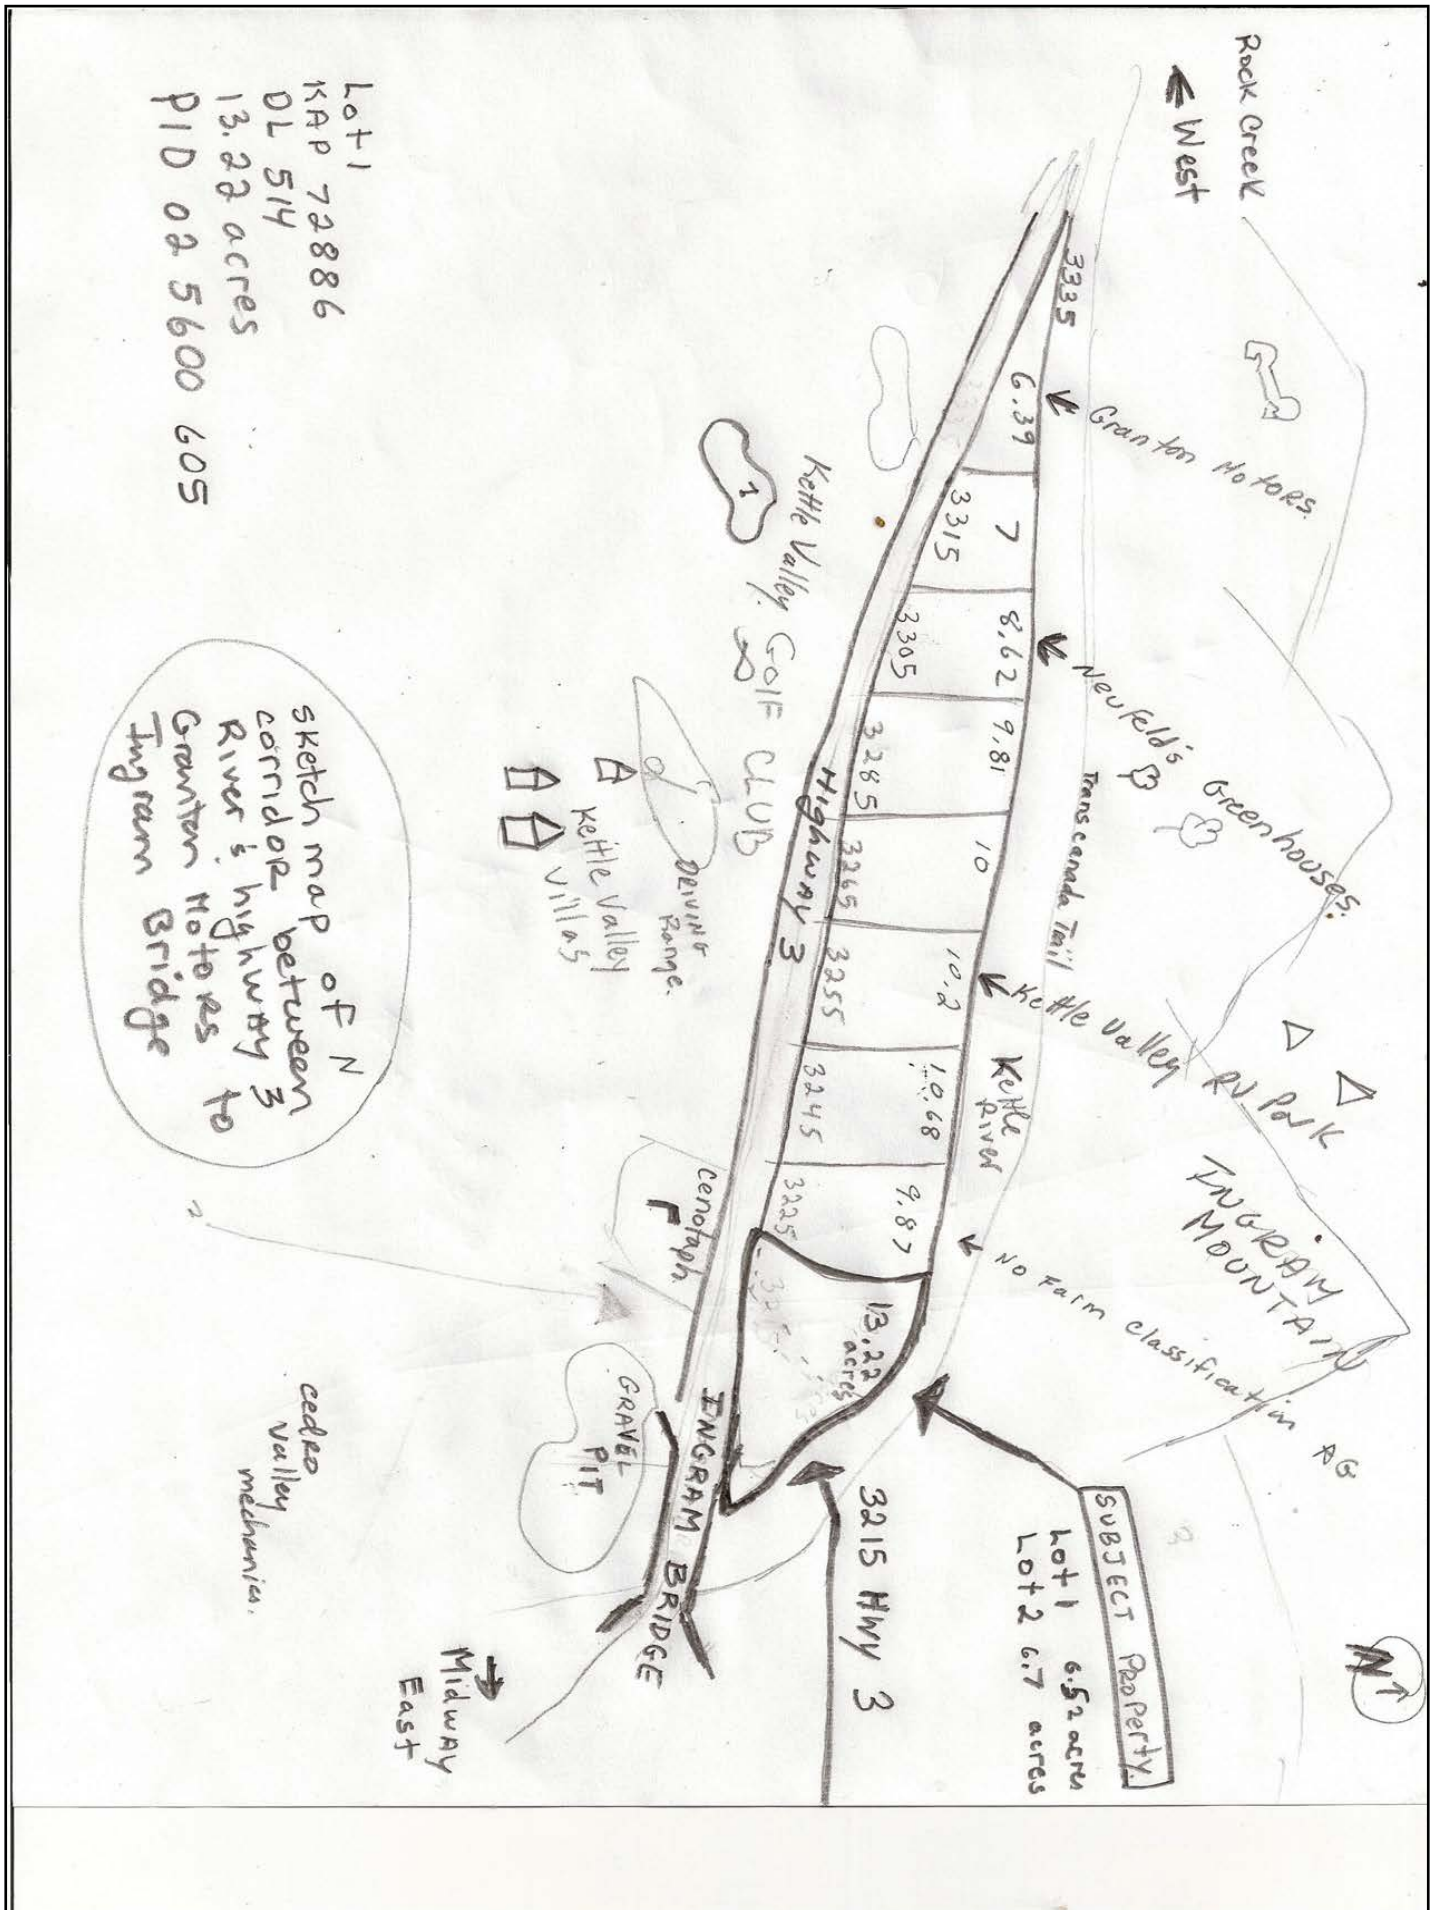 Rock Creek
← West
N↑
SUBJECT PROPERTY.
Lot 1 6.52 acres
Lot 2 6.7 acres
INGRAM
MOUNTAIN
Granton Motors.
Neufeld's Greenhouses.
Kettle Valley RV Park
No Farm classification AG
Transcanada Trail
Kettle
River
3215 HWY 3
3335
6.39
7
8.62
9.81
10
10.2
10.68
9.87
13.22
acres
3315
3305
3285
3265
3255
3245
3225
Highway 3
INGRAM BRIDGE
Kettle Valley GOLF CLUB
1
DRIVING
Range.
Kettle Valley
Villas
Cenotaph
GRAVEL
PIT
Midway
East
cedro
valley
mechanics.
Lot 1
KAP 72886
DL 514
13.22 acres
PID 02 5600 605
sketch map of N
corridor between
River & highway 3
Granton Motors to
Ingram Bridge